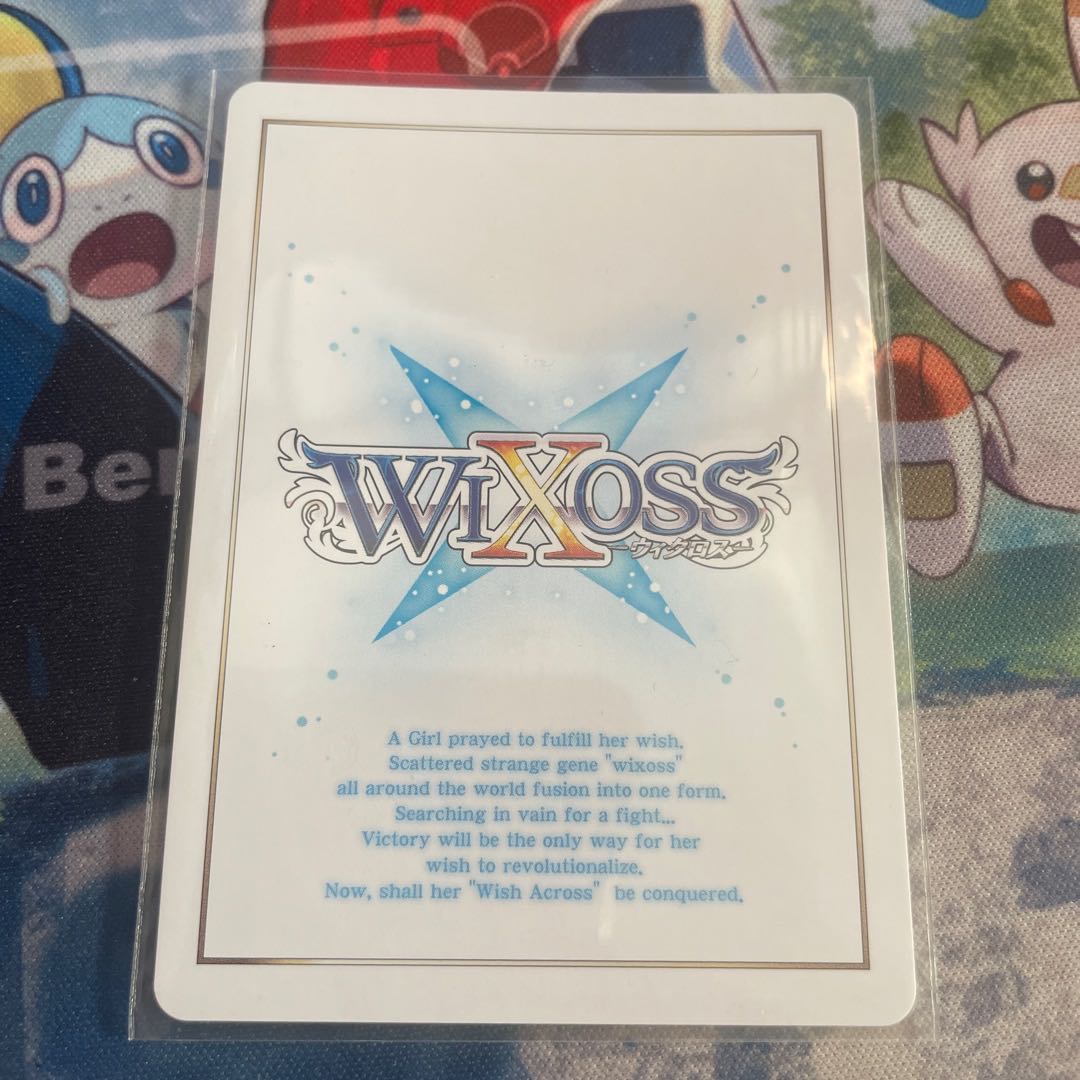 Ber
WIXOSS
ーウィクロスー
A Girl prayed to fulfill her wish.
Scattered strange gene "wixoss"
all around the world fusion into one form.
Searching in vain for a fight...
Victory will be the only way for her
wish to revolutionalize.
Now, shall her "Wish Across" be conquered.